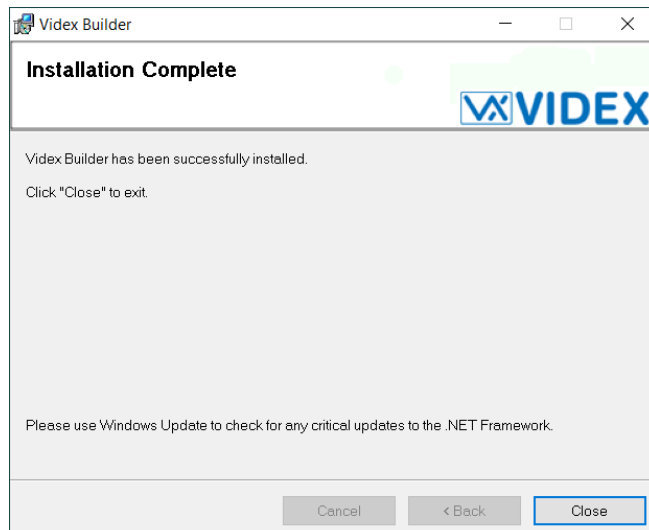 Videx Builder
Installation Complete
VIDEX
Videx Builder has been successfully installed.
Click "Close" to exit.
Please use Windows Update to check for any critical updates to the .NET Framework.
Cancel
< Back
Close